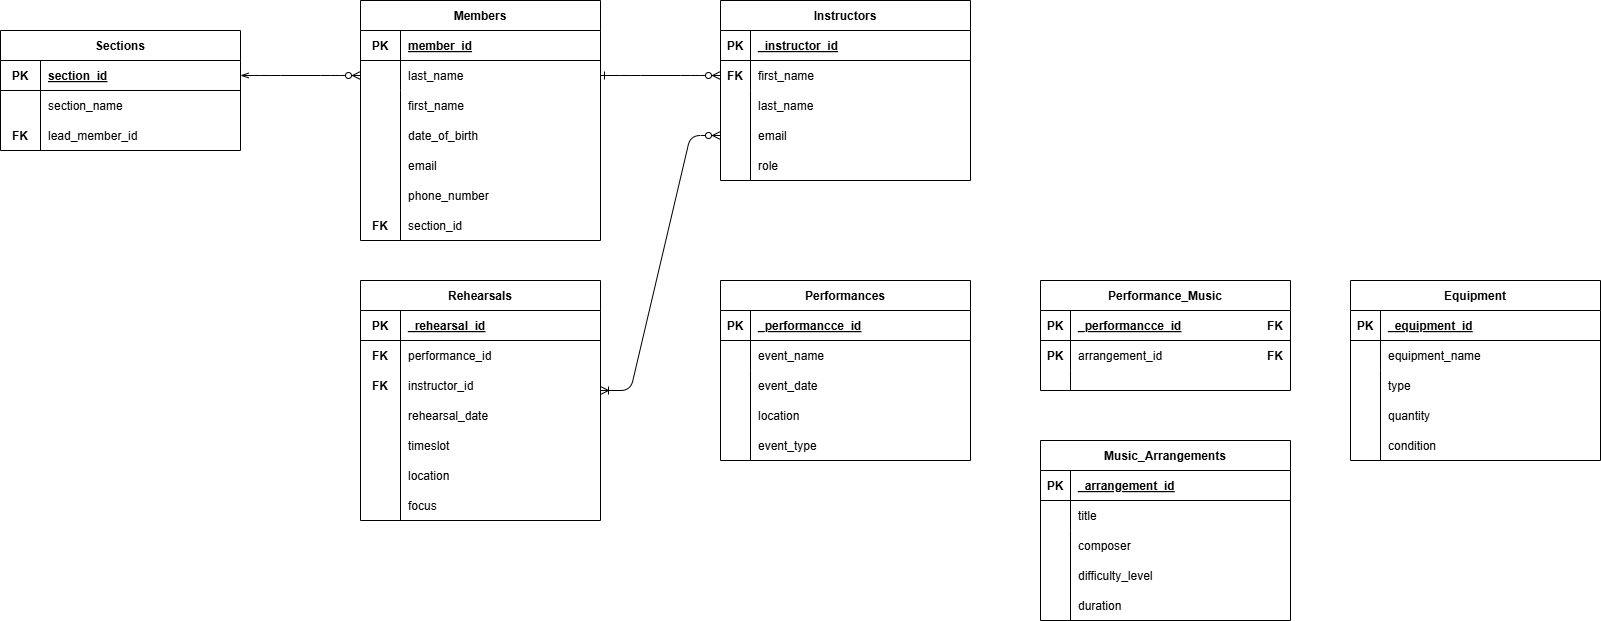 Sections
PK section_id
section_name
FK lead_member_id
Members
PK member_id
last_name
first_name
date_of_birth
email
phone_number
FK section_id
Instructors
PK _instructor_id
FK first_name
last_name
email
role
Rehearsals
PK _rehearsal_id
FK performance_id
FK instructor_id
rehearsal_date
timeslot
location
focus
Performances
PK _performancce_id
event_name
event_date
location
event_type
Performance_Music
PK _performancce_id FK
PK arrangement_id FK
Music_Arrangements
PK _arrangement_id
title
composer
difficulty_level
duration
Equipment
PK _equipment_id
equipment_name
type
quantity
condition